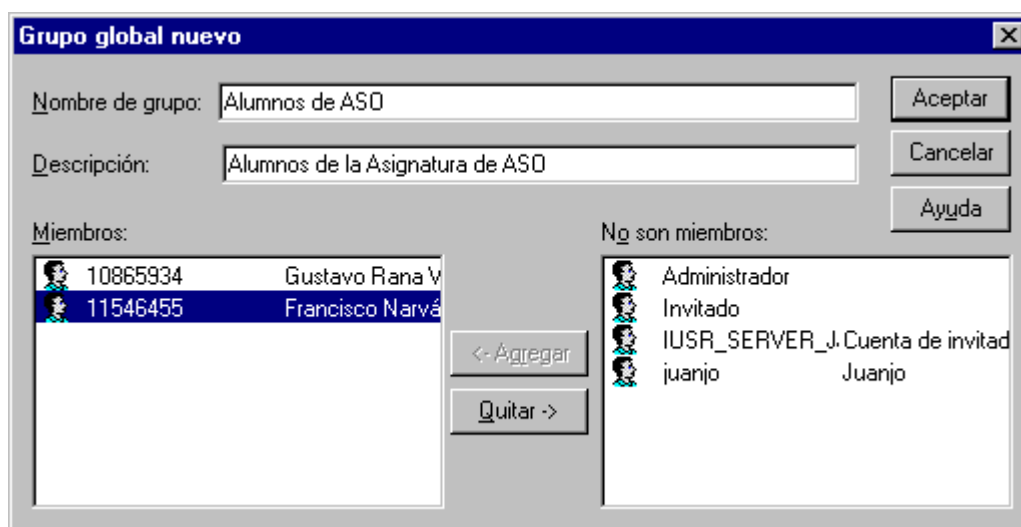 Grupo global nuevo
Nombre de grupo: Alumnos de ASO Aceptar
Descripción: Alumnos de la Asignatura de ASO Cancelar
Ayuda
Miembros: No son miembros:
10865934 Gustavo Rana V
11546455 Francisco Narvá
<- Agregar
Quitar ->
Administrador
Invitado
IUSR_SERVER_J. Cuenta de invitad
juanjo Juanjo